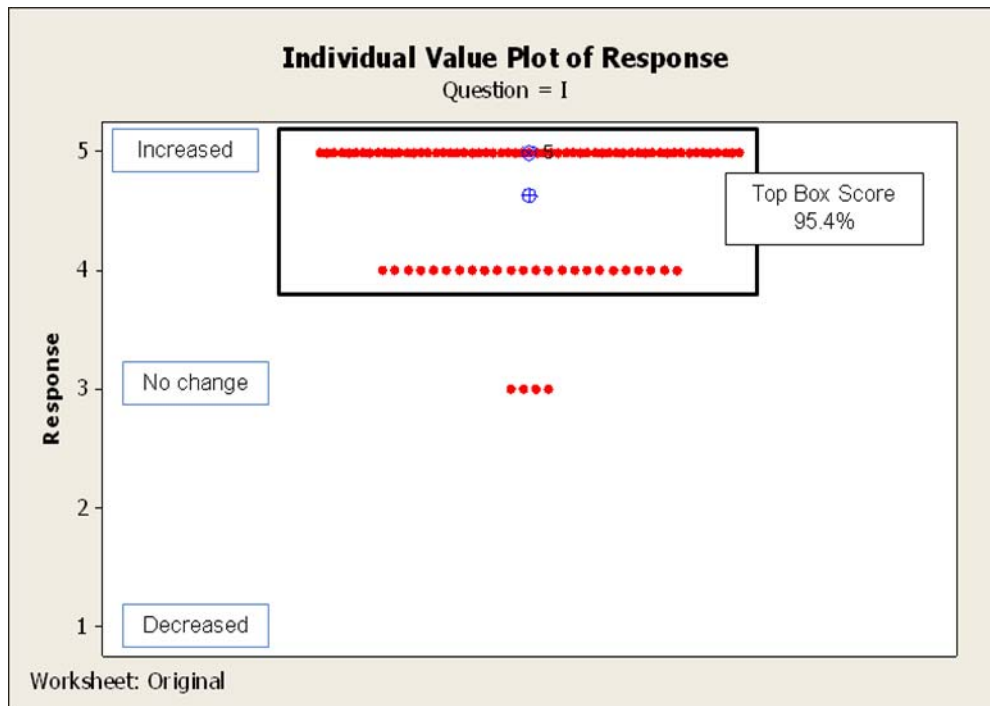 Individual Value Plot of Response
Question = I
Response
5
Increased
5
Top Box Score
95.4%
4
3
No change
2
1
Decreased
Worksheet: Original